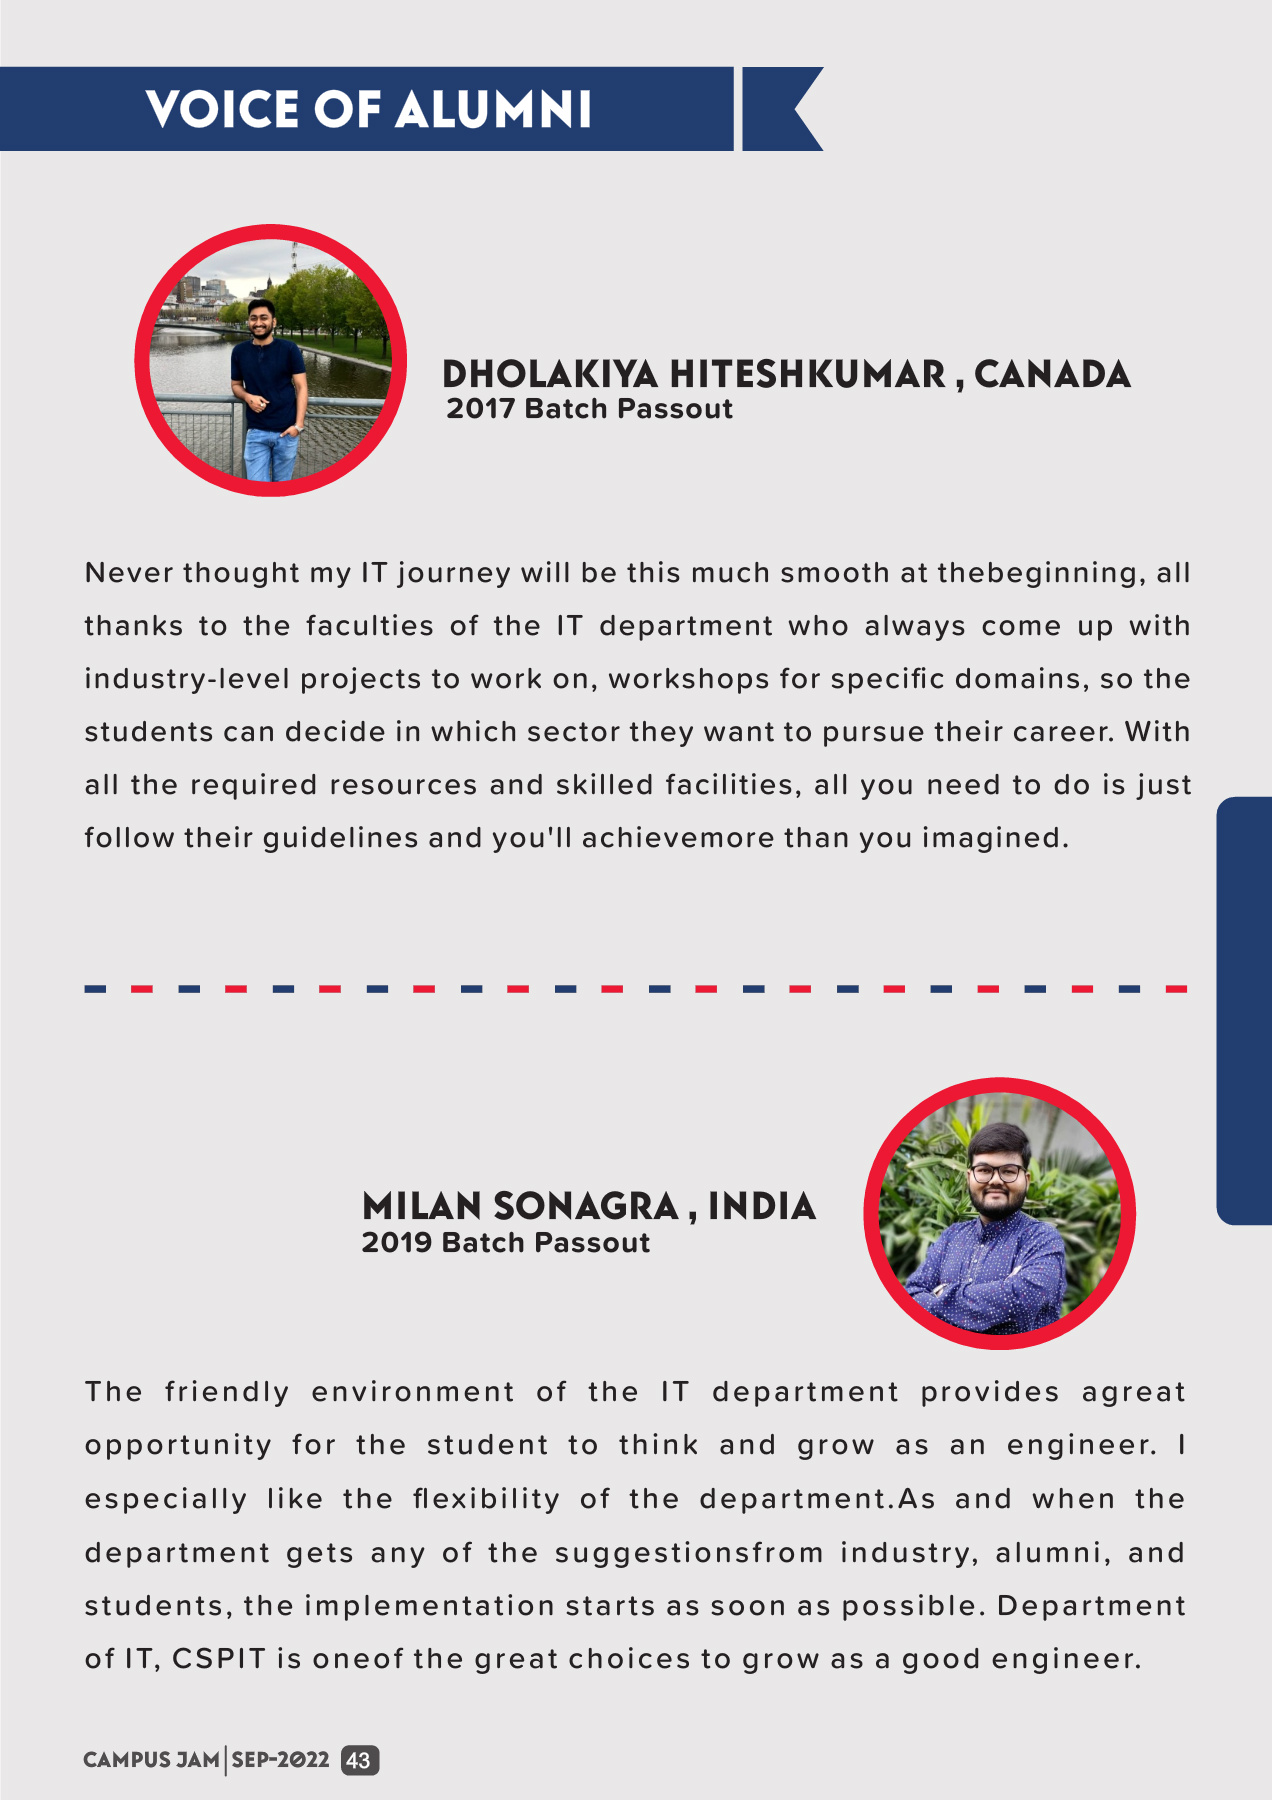 VOICE OF ALUMNI
DHOLAKIYA HITESHKUMAR , CANADA
2017 Batch Passout
Never thought my IT journey will be this much smooth at thebeginning, all
thanks to the faculties of the IT department who always come up with
industry-level projects to work on, workshops for specific domains, so the
students can decide in which sector they want to pursue their career. With
all the required resources and skilled facilities, all you need to do is just
follow their guidelines and you'll achievemore than you imagined.
MILAN SONAGRA , INDIA
2019 Batch Passout
The friendly environment of the IT department provides agreat
opportunity for the student to think and grow as an engineer. I
especially like the flexibility of the department.As and when the
department gets any of the suggestionsfrom industry, alumni, and
students, the implementation starts as soon as possible. Department
of IT, CSPIT is oneof the great choices to grow as a good engineer.
CAMPUS JAM SEP-2022 43